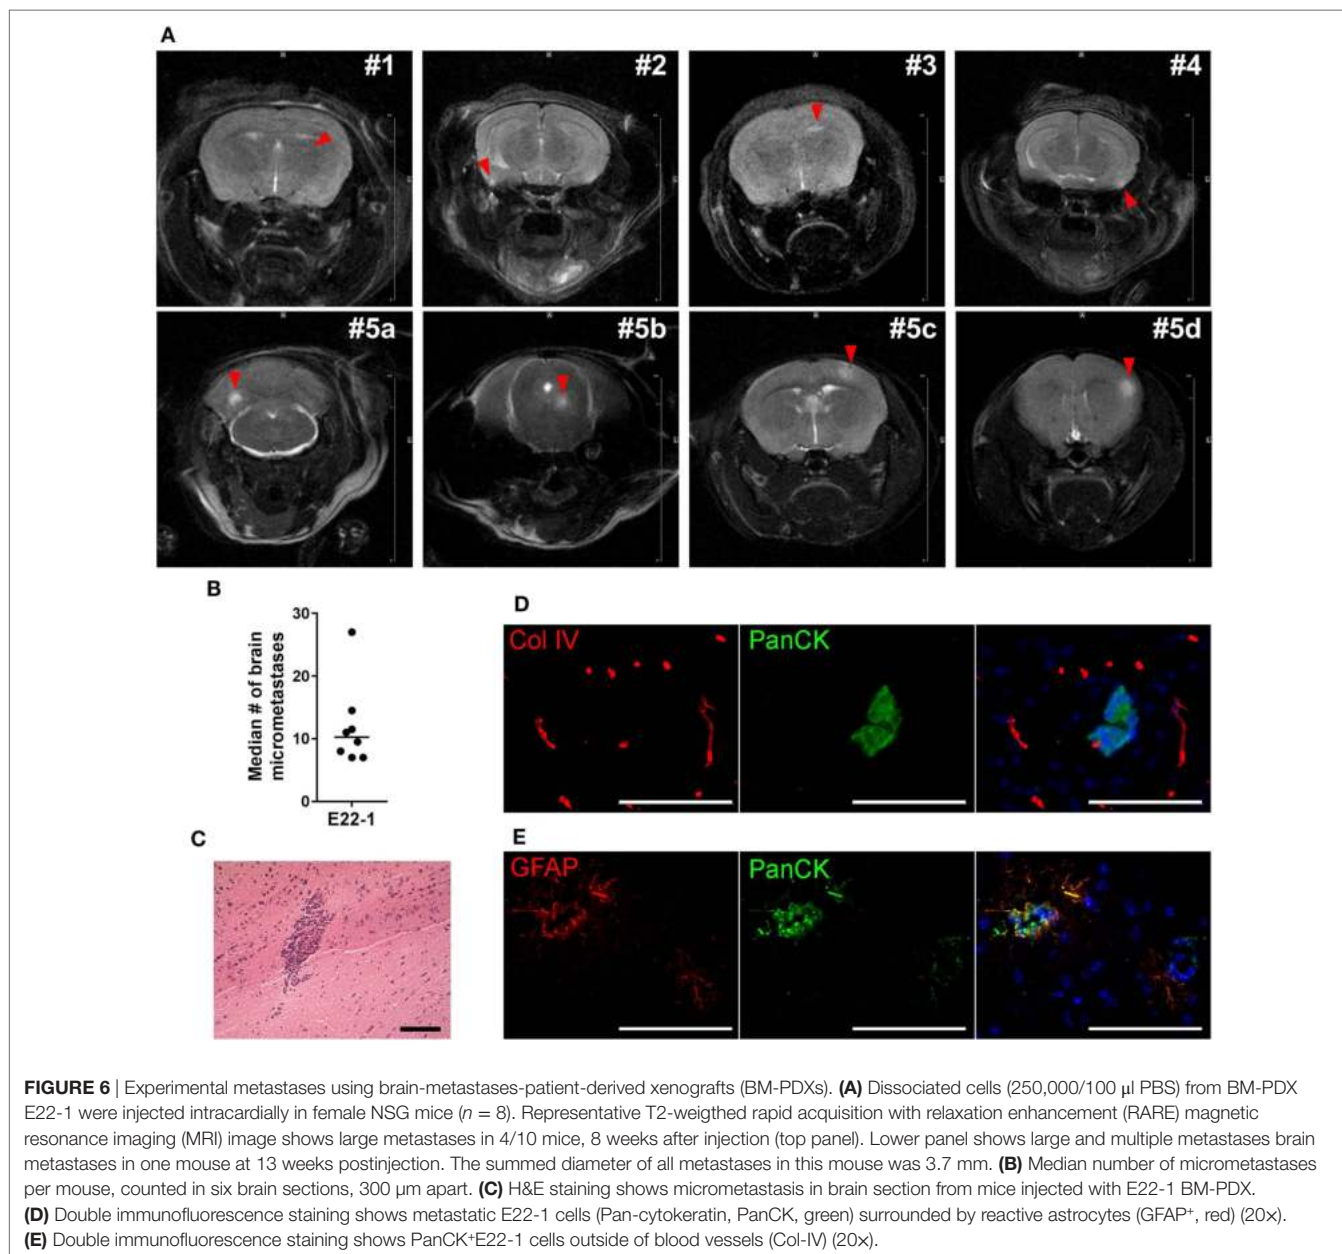 A
#1
#2
#3
#4
#5a
#5b
#5c
#5d
B
Median # of brain
micrometastases
30
20
10
0
E22-1
C
D
Col IV
PanCK
E
GFAP
PanCK
FIGURE 6 | Experimental metastases using brain-metastases-patient-derived xenografts (BM-PDXs). (A) Dissociated cells (250,000/100 μl PBS) from BM-PDX
E22-1 were injected intracardially in female NSG mice (n = 8). Representative T2-weigthed rapid acquisition with relaxation enhancement (RARE) magnetic
resonance imaging (MRI) image shows large metastases in 4/10 mice, 8 weeks after injection (top panel). Lower panel shows large and multiple metastases brain
metastases in one mouse at 13 weeks postinjection. The summed diameter of all metastases in this mouse was 3.7 mm. (B) Median number of micrometastases
per mouse, counted in six brain sections, 300 μm apart. (C) H&E staining shows micrometastasis in brain section from mice injected with E22-1 BM-PDX.
(D) Double immunofluorescence staining shows metastatic E22-1 cells (Pan-cytokeratin, PanCK, green) surrounded by reactive astrocytes (GFAP⁺, red) (20×).
(E) Double immunofluorescence staining shows PanCK⁺E22-1 cells outside of blood vessels (Col-IV) (20×).